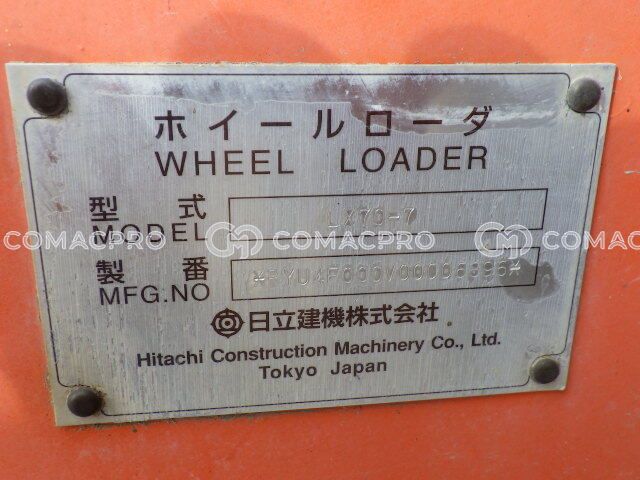 ホイールローダ
WHEEL LOADER
型式 LX70-7
MODEL
COMACPRO COMACPRO COMACPRO
製番
MFG.NO
日立建機株式会社
Hitachi Construction Machinery Co., Ltd.
Tokyo Japan